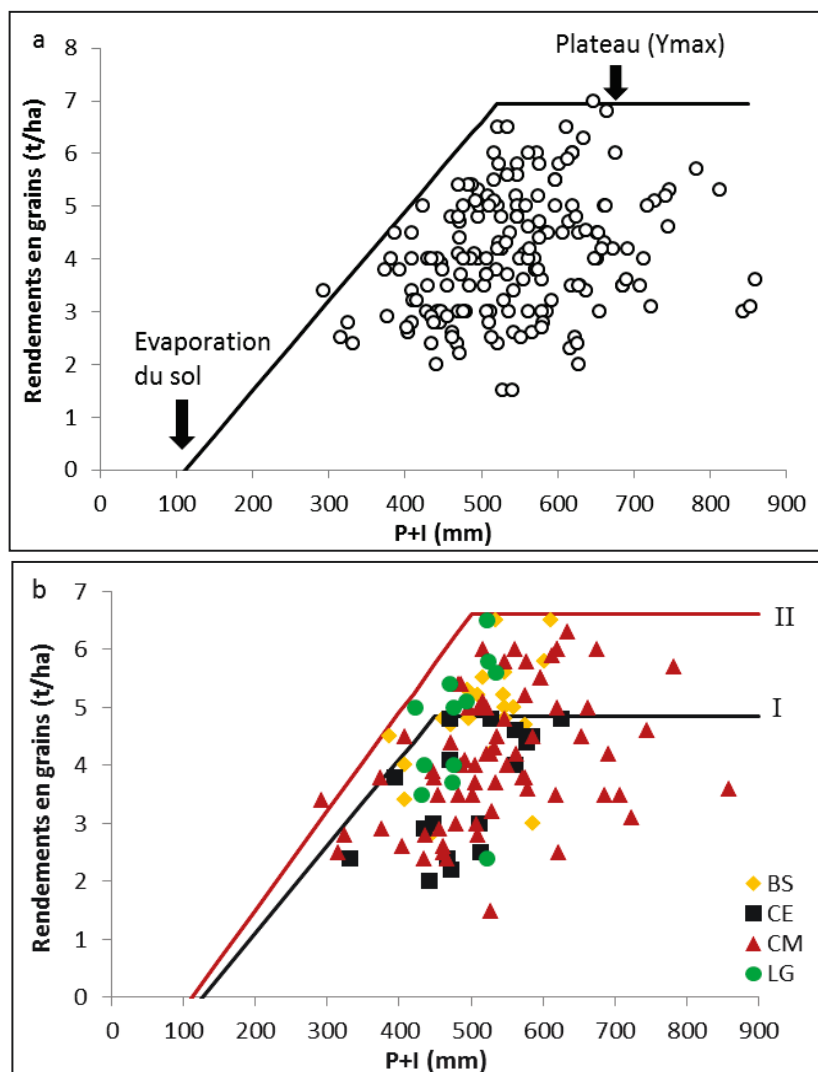 a
Plateau (Ymax)
Rendements en grains (t/ha)
8
7
6
5
4
3
2
1
0
Evaporation
du sol
0 100 200 300 400 500 600 700 800 900
P+I (mm)
b
Rendements en grains (t/ha)
7
6
5
4
3
2
1
0
II
I
BS
CE
CM
LG
0 100 200 300 400 500 600 700 800 900
P+I (mm)